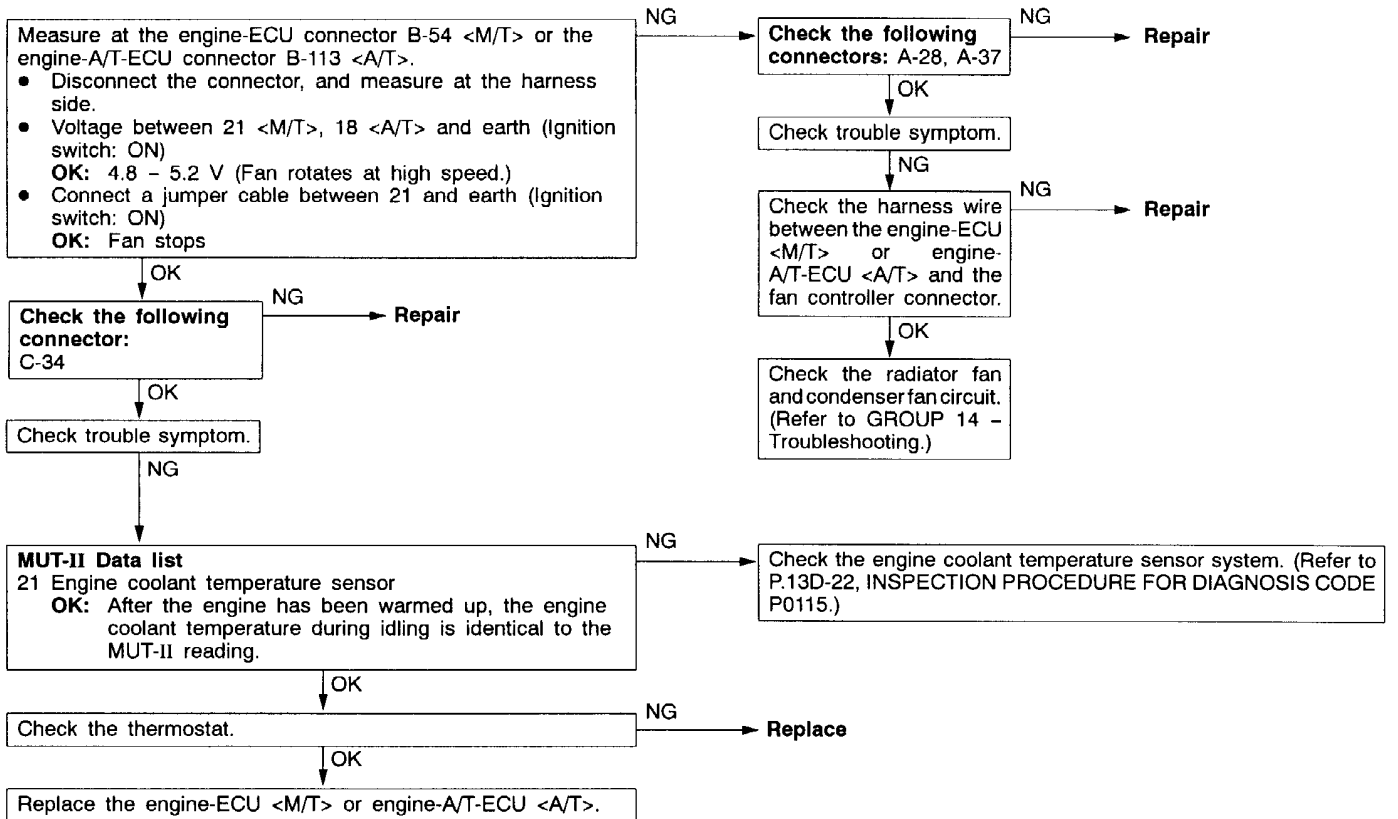 Measure at the engine-ECU connector B-54 <M/T> or the
engine-A/T-ECU connector B-113 <A/T>.
● Disconnect the connector, and measure at the harness
side.
● Voltage between 21 <M/T>, 18 <A/T> and earth (Ignition
switch: ON)
OK: 4.8 – 5.2 V (Fan rotates at high speed.)
● Connect a jumper cable between 21 and earth (Ignition
switch: ON)
OK: Fan stops
NG
Check the following
connectors: A-28, A-37
NG
Repair
OK
Check trouble symptom.
NG
Check the harness wire
between the engine-ECU
<M/T> or engine-
A/T-ECU <A/T> and the
fan controller connector.
NG
Repair
OK
Check the radiator fan
and condenser fan circuit.
(Refer to GROUP 14 –
Troubleshooting.)
OK
Check the following
connector:
C-34
NG
Repair
OK
Check trouble symptom.
NG
MUT-II Data list
21 Engine coolant temperature sensor
OK: After the engine has been warmed up, the engine
coolant temperature during idling is identical to the
MUT-II reading.
NG
Check the engine coolant temperature sensor system. (Refer to
P.13D-22, INSPECTION PROCEDURE FOR DIAGNOSIS CODE
P0115.)
OK
Check the thermostat.
NG
Replace
OK
Replace the engine-ECU <M/T> or engine-A/T-ECU <A/T>.